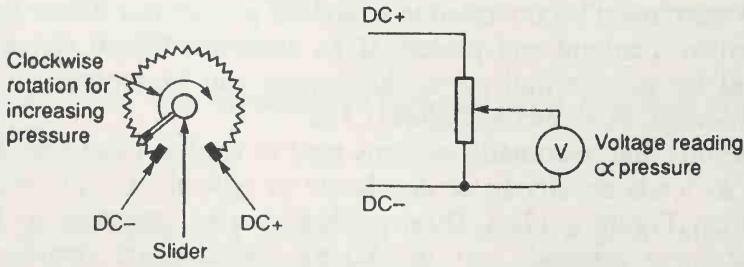 Clockwise
rotation for
increasing
pressure
DC−
Slider
DC+
DC+
V
Voltage reading
∝ pressure
DC−